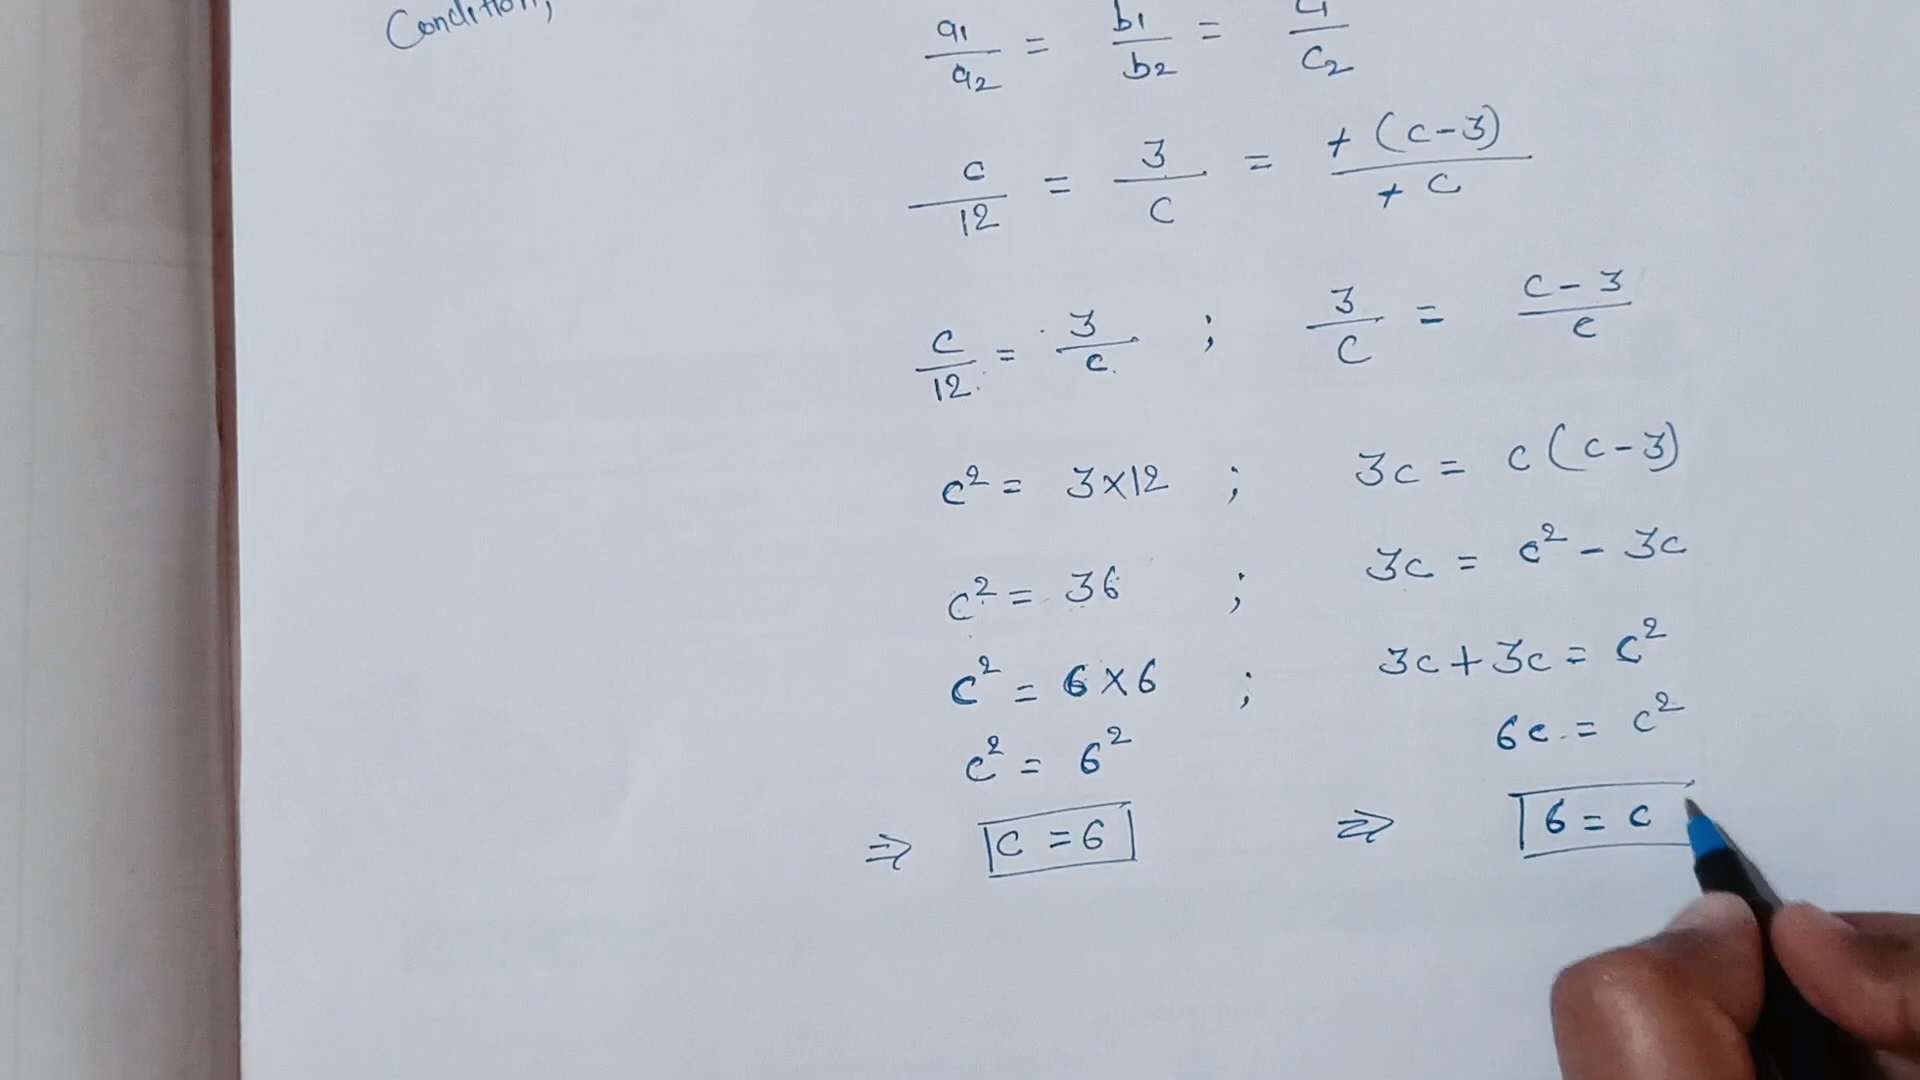 Condition,
a1/a2 = b1/b2 = c1/c2
c/12 = 3/c = +(c-3)/+c
c/12 = 3/c ; 3/c = c-3/c
c² = 3×12 ; 3c = c(c-3)
c² = 36 ; 3c = c² - 3c
c² = 6×6 ; 3c+3c = c²
c² = 6² 6c = c²
⇒ c = 6 ⇒ 6 = c